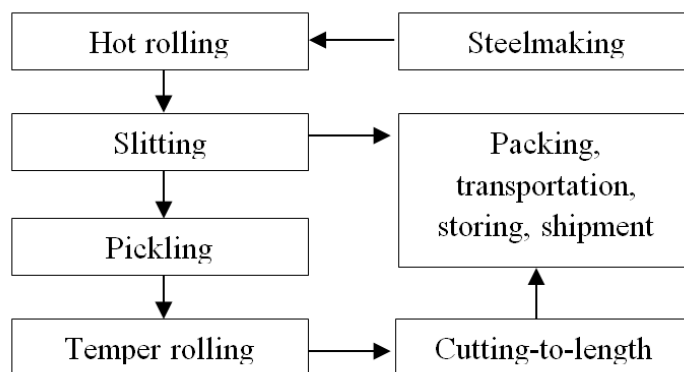 Hot rolling
Steelmaking
Slitting
Packing,
transportation,
storing, shipment
Pickling
Temper rolling
Cutting-to-length